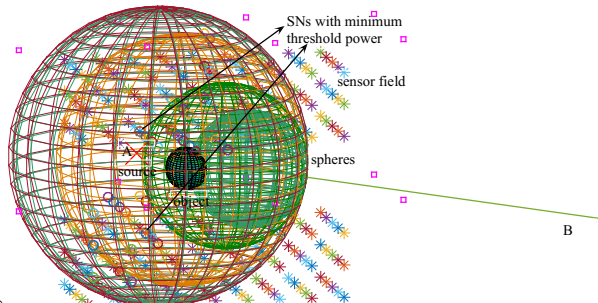 SNs with minimum
threshold power
sensor field
A
spheres
source
object
B